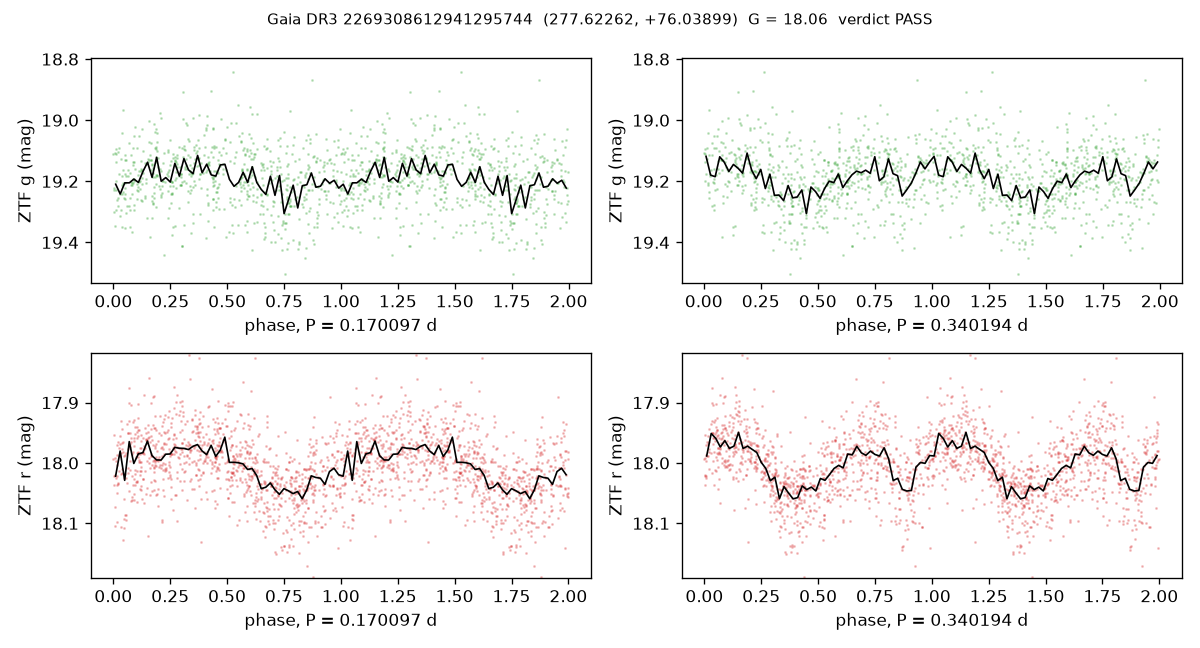 Gaia DR3 2269308612941295744  (277.62262, +76.03899)  G = 18.06  verdict PASS
18.8
19.0
19.2
19.4
ZTF g (mag)
0.00 0.25 0.50 0.75 1.00 1.25 1.50 1.75 2.00
phase, P = 0.170097 d
18.8
19.0
19.2
19.4
ZTF g (mag)
0.00 0.25 0.50 0.75 1.00 1.25 1.50 1.75 2.00
phase, P = 0.340194 d
17.9
18.0
18.1
ZTF r (mag)
0.00 0.25 0.50 0.75 1.00 1.25 1.50 1.75 2.00
phase, P = 0.170097 d
17.9
18.0
18.1
ZTF r (mag)
0.00 0.25 0.50 0.75 1.00 1.25 1.50 1.75 2.00
phase, P = 0.340194 d